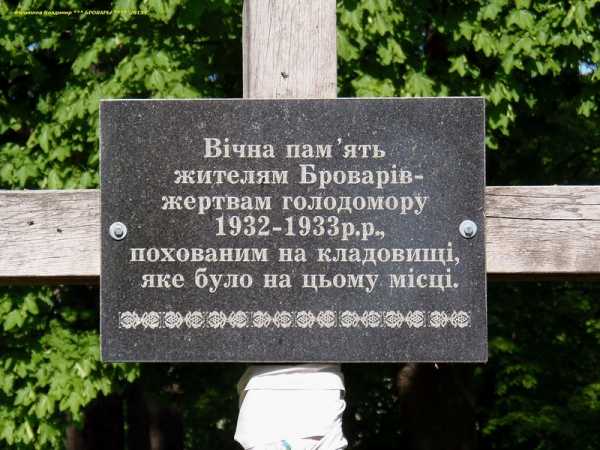 Вічна пам'ять
жителям Броварів-
жертвам голодомору
1932-1933р.р.,
похованим на кладовищі,
яке було на цьому місці.